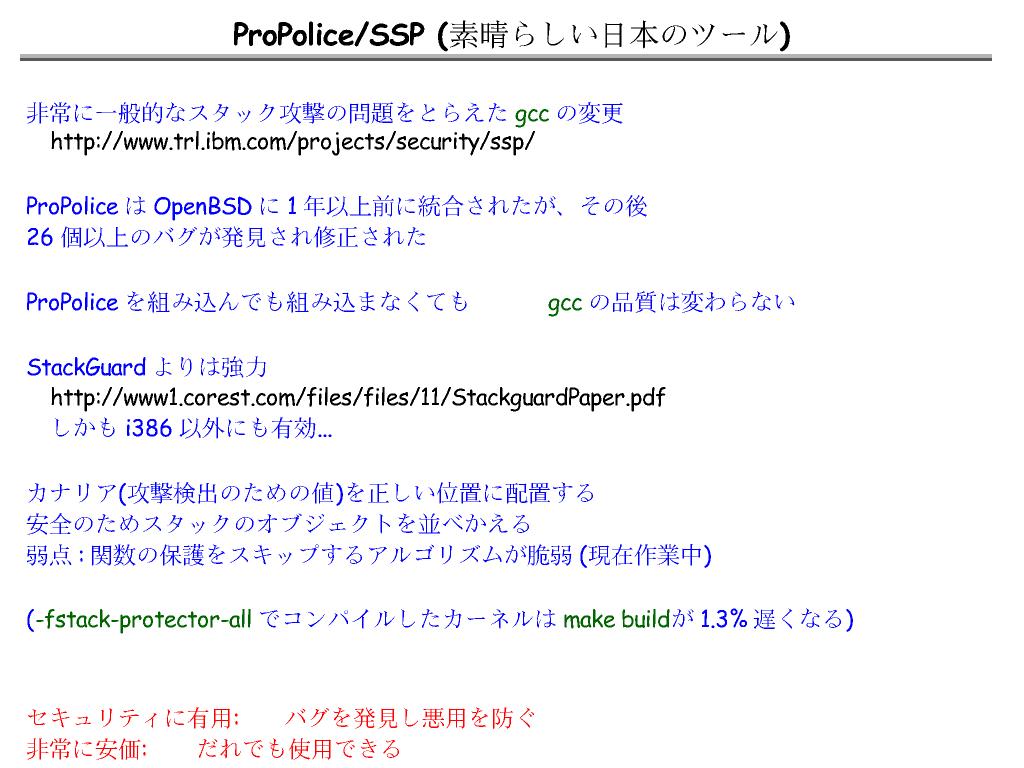 ProPolice/SSP (素晴らしい日本のツール)
非常に一般的なスタック攻撃の問題をとらえた gcc の変更
http://www.trl.ibm.com/projects/security/ssp/
ProPolice は OpenBSD に 1 年以上前に統合されたが、その後
26 個以上のバグが発見され修正された
ProPolice を組み込んでも組み込まなくても gcc の品質は変わらない
StackGuard よりは強力
http://www1.corest.com/files/files/11/StackguardPaper.pdf
しかも i386 以外にも有効...
カナリア(攻撃検出のための値)を正しい位置に配置する
安全のためスタックのオブジェクトを並べかえる
弱点 : 関数の保護をスキップするアルゴリズムが脆弱 (現在作業中)
(-fstack-protector-all でコンパイルしたカーネルは make buildが 1.3% 遅くなる)
セキュリティに有用: バグを発見し悪用を防ぐ
非常に安価: だれでも使用できる